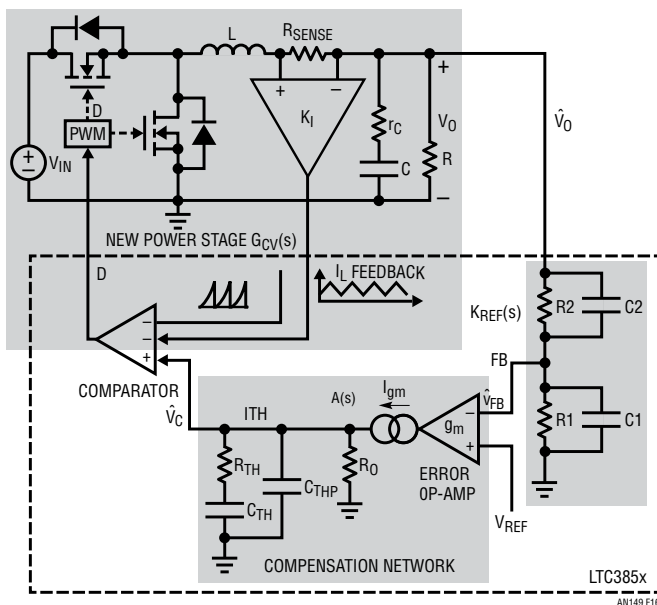 L
R_SENSE
+
−
K_I
D
PWM
V_IN
+
−
r_C
C
+
V_O
R
−
V̂_O
NEW POWER STAGE G_CV(s)
D
I_L FEEDBACK
−
−
+
COMPARATOR
V̂_C
K_REF(s)
R2
C2
FB
R1
C1
ITH
A(s)
I_gm
v̂_FB
−
g_m
+
R_TH
C_TH
C_THP
R_O
ERROR
OP-AMP
V_REF
COMPENSATION NETWORK
LTC385x
AN149 F16